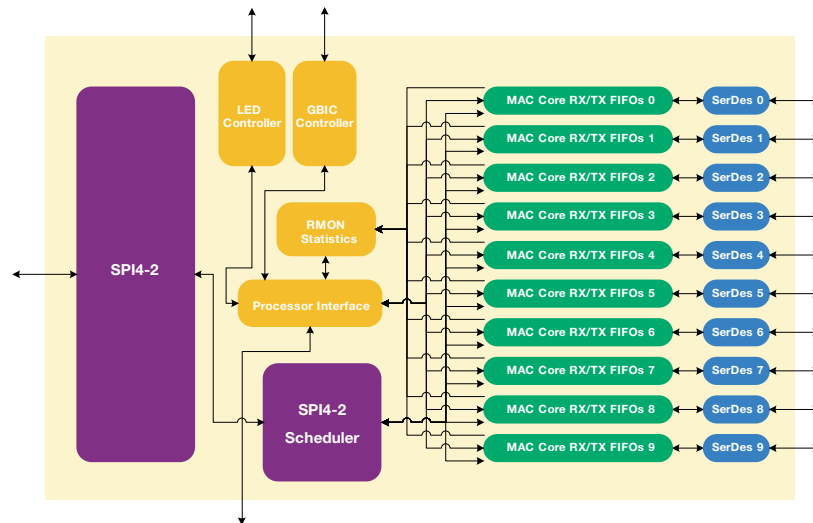 LED
Controller
GBIC
Controller
SPI4-2
RMON
Statistics
Processor Interface
SPI4-2
Scheduler
MAC Core RX/TX FIFOs 0
SerDes 0
MAC Core RX/TX FIFOs 1
SerDes 1
MAC Core RX/TX FIFOs 2
SerDes 2
MAC Core RX/TX FIFOs 3
SerDes 3
MAC Core RX/TX FIFOs 4
SerDes 4
MAC Core RX/TX FIFOs 5
SerDes 5
MAC Core RX/TX FIFOs 6
SerDes 6
MAC Core RX/TX FIFOs 7
SerDes 7
MAC Core RX/TX FIFOs 8
SerDes 8
MAC Core RX/TX FIFOs 9
SerDes 9